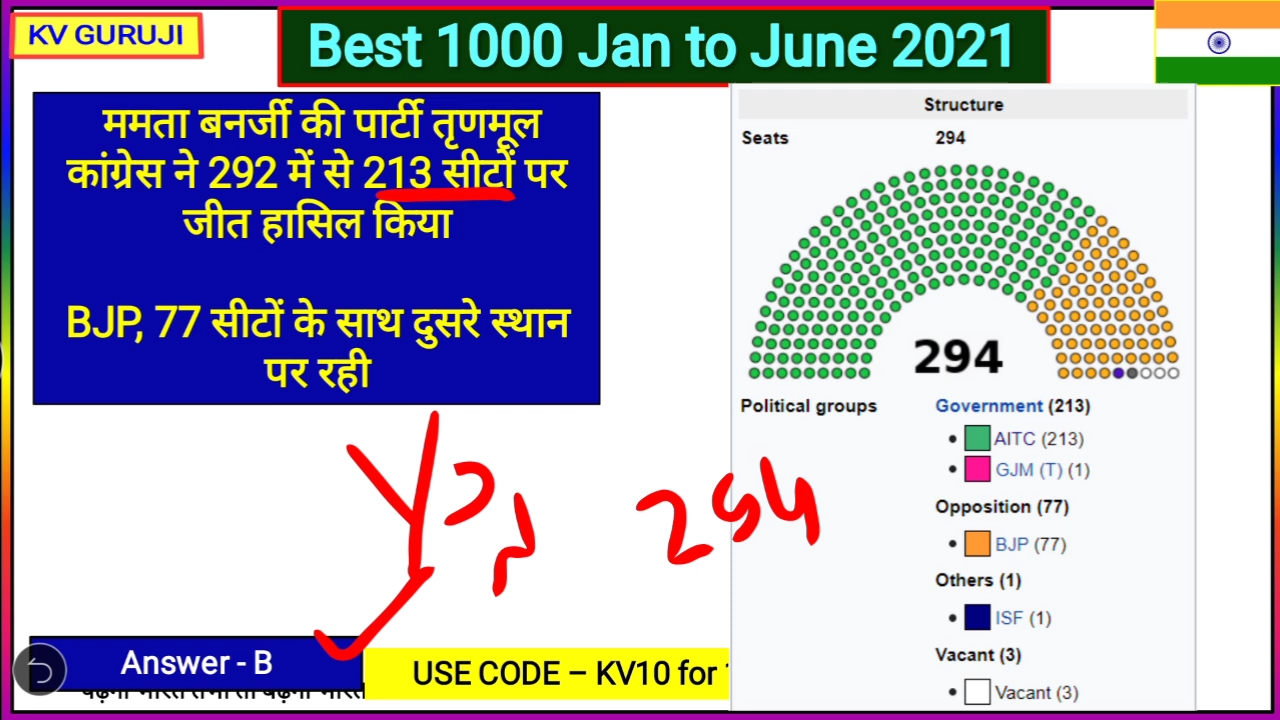 KV GURUJI
Best 1000 Jan to June 2021
ममता बनर्जी की पार्टी तृणमूल
कांग्रेस ने 292 में से 213 सीटों पर
जीत हासिल किया
BJP, 77 सीटों के साथ दुसरे स्थान
पर रही
Structure
Seats 294
294
Political groups
Government (213)
AITC (213)
GJM (T) (1)
Opposition (77)
BJP (77)
Others (1)
ISF (1)
Vacant (3)
Vacant (3)
294
Answer - B
USE CODE – KV10 for